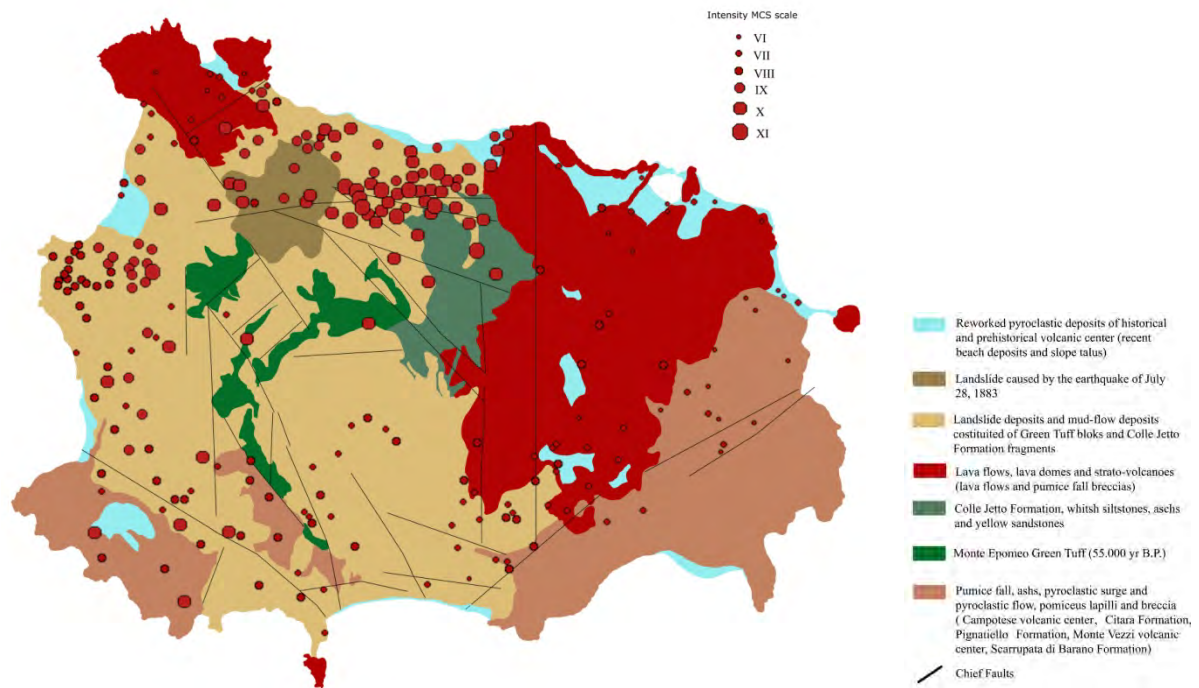 Intensity MCS scale
VI
VII
VIII
IX
X
XI
Reworked pyroclastic deposits of historical
and prehistorical volcanic center (recent
beach deposits and slope talus)
Landslide caused by the earthquake of July
28, 1883
Landslide deposits and mud-flow deposits
costituited of Green Tuff bloks and Colle Jetto
Formation fragments
Lava flows, lava domes and strato-volcanoes
(lava flows and pumice fall breccias)
Colle Jetto Formation, whitsh siltstones, aschs
and yellow sandstones
Monte Epomeo Green Tuff (55.000 yr B.P.)
Pumice fall, ashs, pyroclastic surge and
pyroclastic flow, pomiceus lapilli and breccia
( Campotese volcanic center, Citara Formation,
Pignatiello Formation, Monte Vezzi volcanic
center, Scarrupata di Barano Formation)
Chief Faults